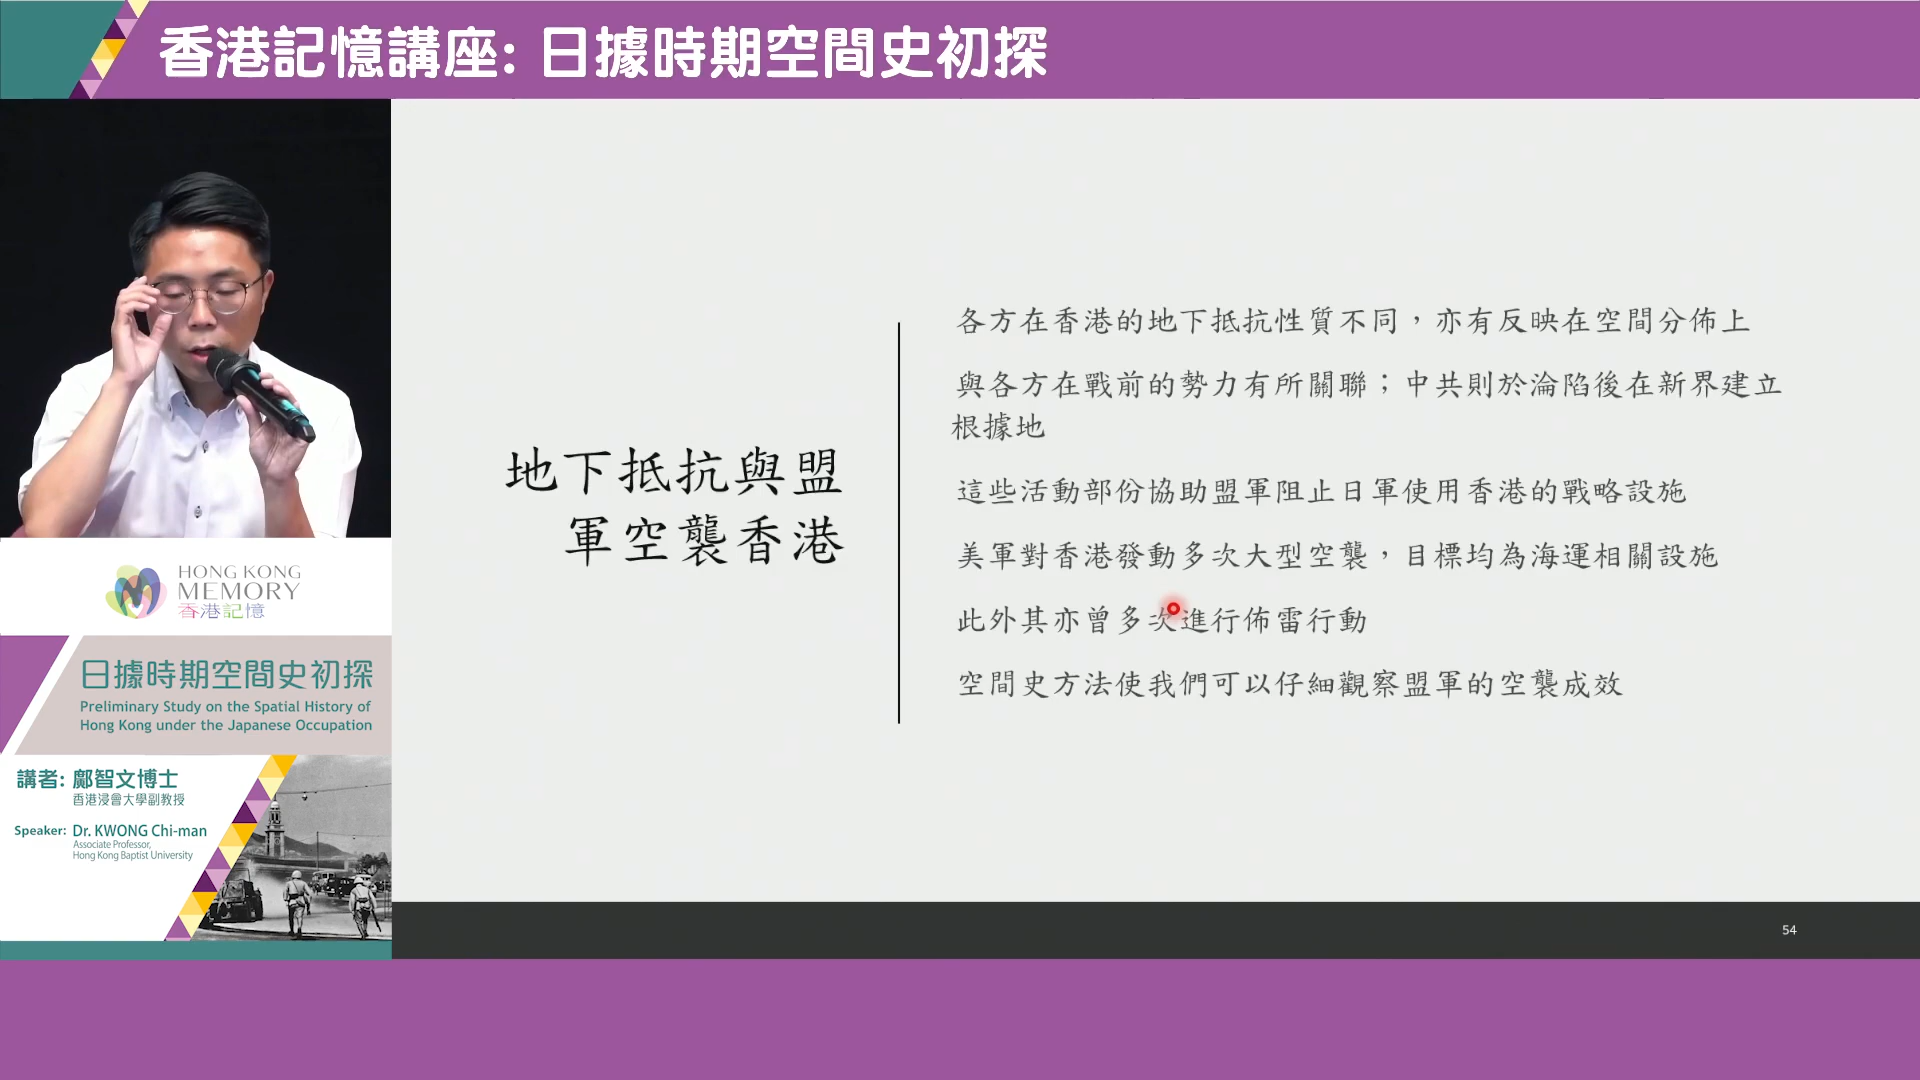 香港記憶講座: 日據時期空間史初探
HONG KONG
MEMORY
香港記憶
日據時期空間史初探
Preliminary Study on the Spatial History of
Hong Kong under the Japanese Occupation
講者: 鄺智文博士
香港浸會大學副教授
Speaker: Dr. KWONG Chi-man
Associate Professor,
Hong Kong Baptist University
地下抵抗與盟
軍空襲香港
各方在香港的地下抵抗性質不同，亦有反映在空間分佈上
與各方在戰前的勢力有所關聯；中共則於淪陷後在新界建立
根據地
這些活動部份協助盟軍阻止日軍使用香港的戰略設施
美軍對香港發動多次大型空襲，目標均為海運相關設施
此外其亦曾多次進行佈雷行動
空間史方法使我們可以仔細觀察盟軍的空襲成效
54